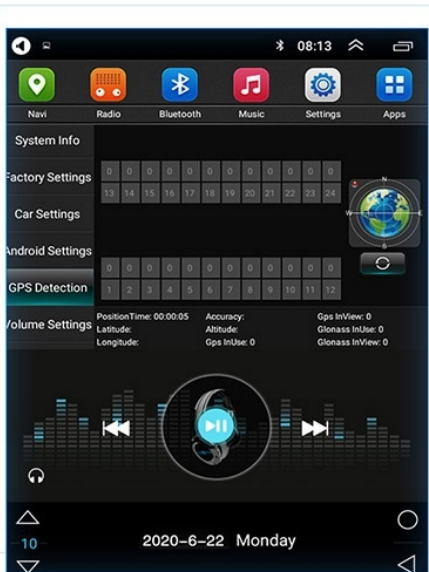 08:13
Navi Radio Bluetooth Music Settings Apps
System Info
Factory Settings
Car Settings
Android Settings
GPS Detection
Volume Settings
0 0 0 0 0 0 0 0 0 0 0 0
13 14 15 16 17 18 19 20 21 22 23 24
N
W E
S
0 0 0 0 0 0 0 0 0 0 0 0
1 2 3 4 5 6 7 8 9 10 11 12
PositionTime: 00:00:05 Accuracy: Gps InView: 0
Latitude: Altitude: Glonass InUse: 0
Longitude: Gps InUse: 0 Glonass InView: 0
10
2020-6-22 Monday